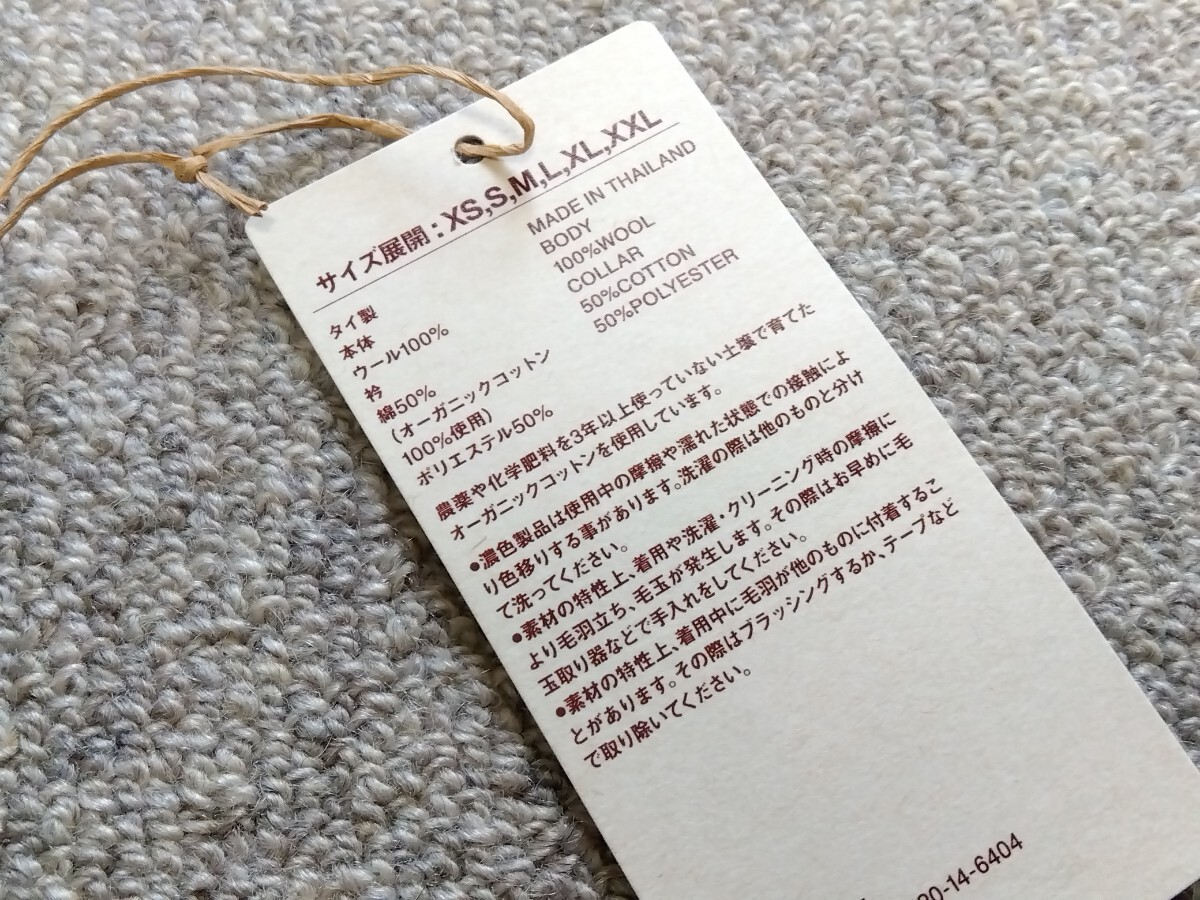 サイズ展開：XS,S,M,L,XL,XXL
タイ製
本体
ウール100%
衿
綿50%
(オーガニックコットン
100%使用)
ポリエステル50%
MADE IN THAILAND
BODY
100%WOOL
COLLAR
50%COTTON
50%POLYESTER
農薬や化学肥料を3年以上使っていない土壌で育てた
オーガニックコットンを使用しています。
●濃色製品は使用中の摩擦や濡れた状態での接触によ
り色移りする事があります。洗濯の際は他のものと分け
て洗ってください。
●素材の特性上、着用や洗濯・クリーニング時の摩擦に
より毛羽立ち、毛玉が発生します。その際はお早めに毛
玉取り器などで手入れをしてください。
●素材の特性上、着用中に毛羽が他のものに付着するこ
とがあります。その際はブラッシングするか、テープなど
で取り除いてください。
20-14-6404